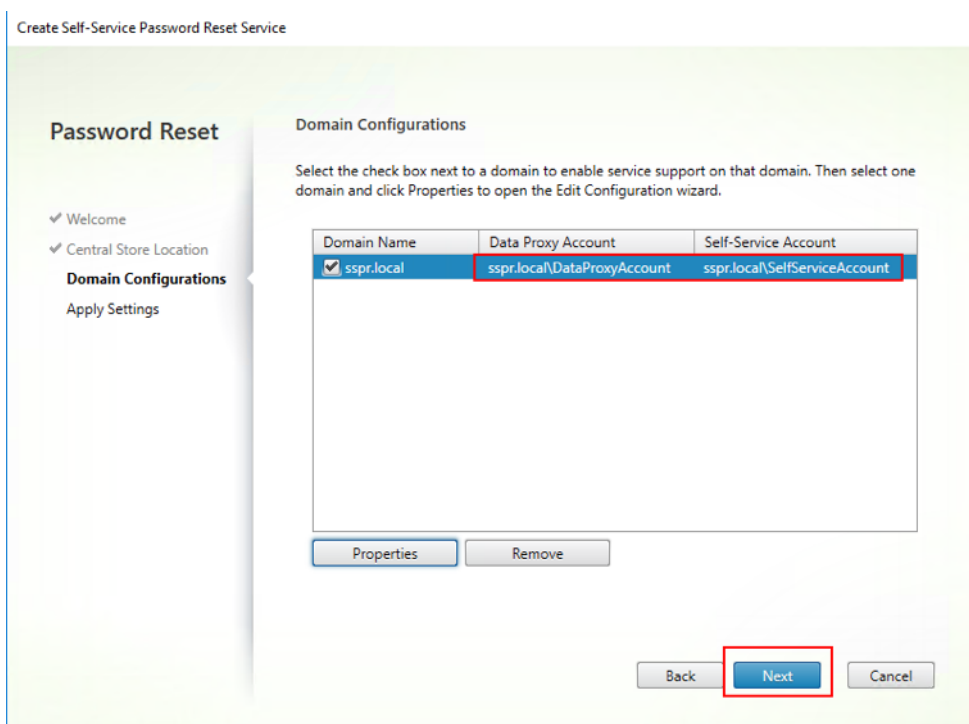 Create Self-Service Password Reset Service
Password Reset
Welcome
Central Store Location
Domain Configurations
Apply Settings
Domain Configurations
Select the check box next to a domain to enable service support on that domain. Then select one
domain and click Properties to open the Edit Configuration wizard.
Domain Name Data Proxy Account Self-Service Account
sspr.local sspr.local\DataProxyAccount sspr.local\SelfServiceAccount
Properties Remove
Back Next Cancel